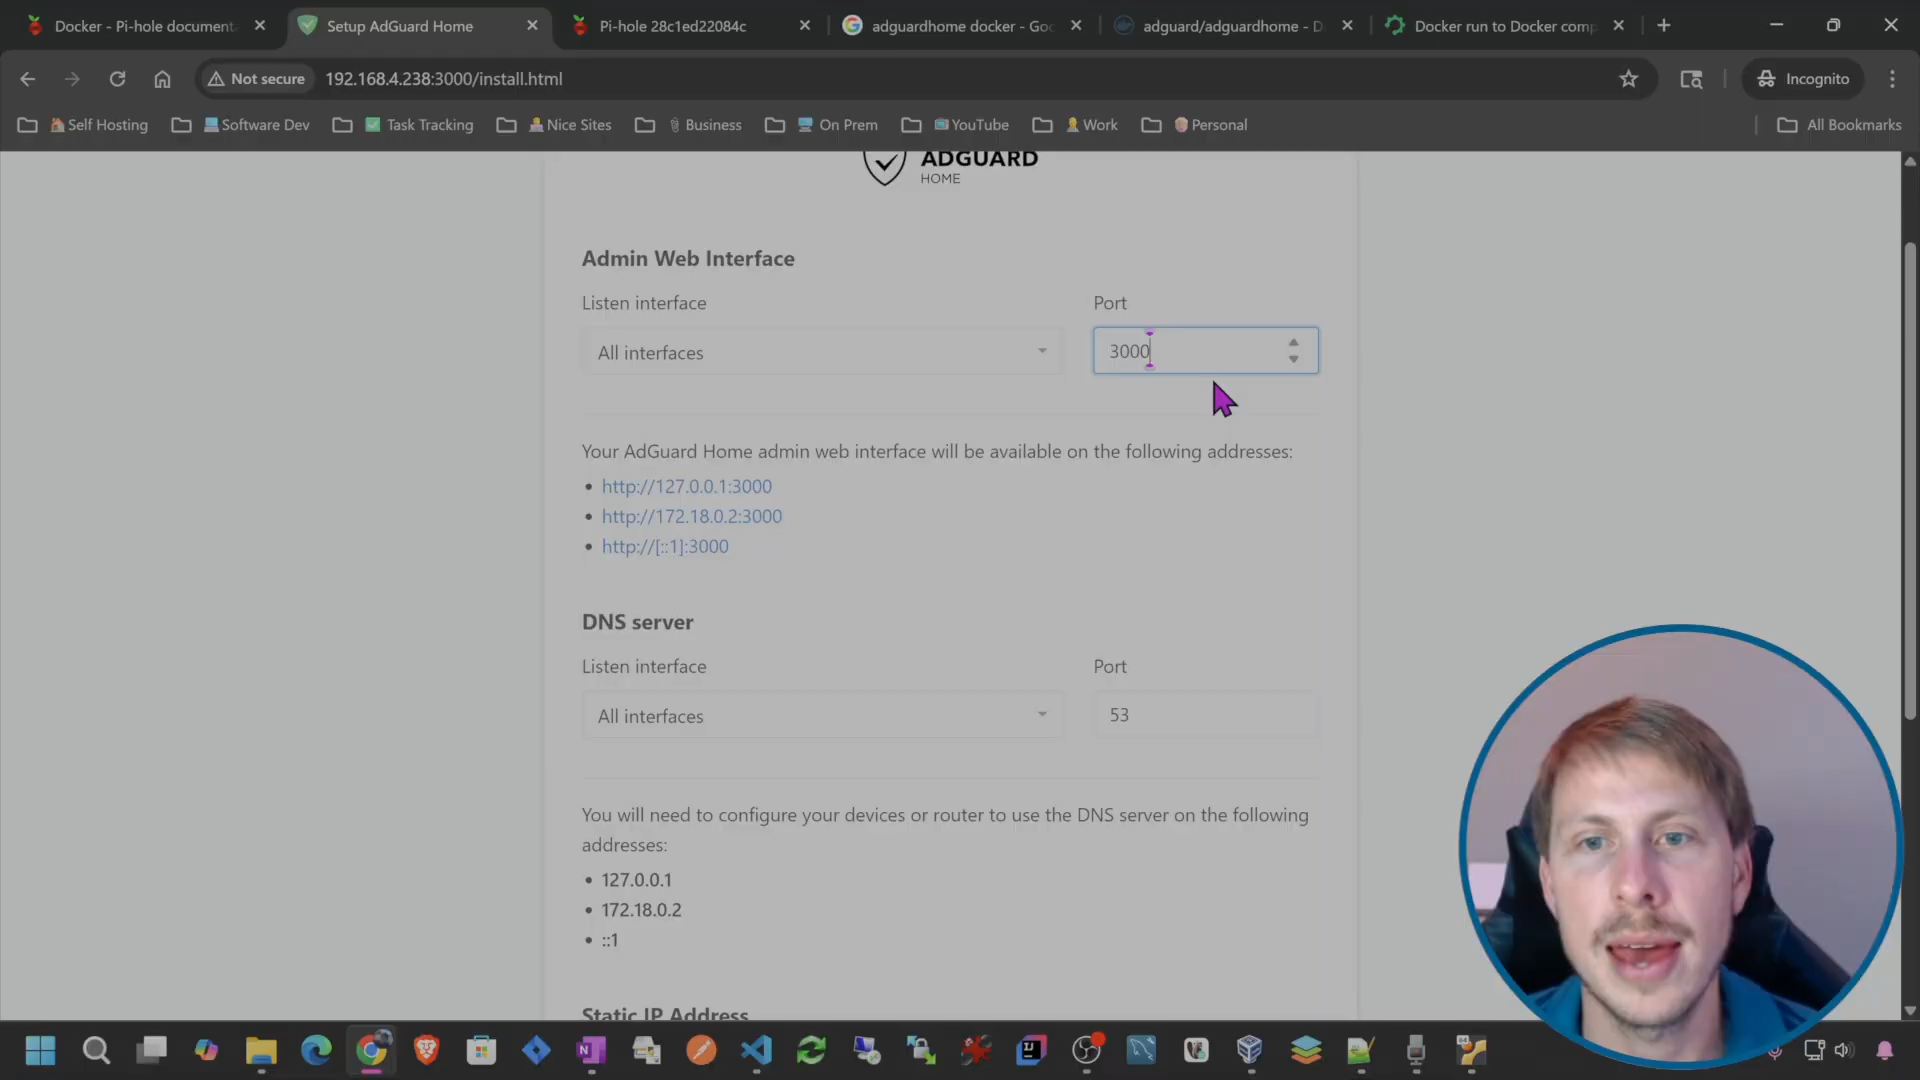 Docker - Pi-hole documenta
Setup AdGuard Home
Pi-hole 28c1ed22084c
adguardhome docker - Goo
adguard/adguardhome - D
Docker run to Docker comp
Not secure
192.168.4.238:3000/install.html
Incognito
Self Hosting
Software Dev
Task Tracking
Nice Sites
Business
On Prem
YouTube
Work
Personal
All Bookmarks
ADGUARD
HOME
Admin Web Interface
Listen interface
Port
All interfaces
3000
Your AdGuard Home admin web interface will be available on the following addresses:
http://127.0.0.1:3000
http://172.18.0.2:3000
http://[::1]:3000
DNS server
Listen interface
Port
All interfaces
53
You will need to configure your devices or router to use the DNS server on the following
addresses:
127.0.0.1
172.18.0.2
::1
Static IP Address